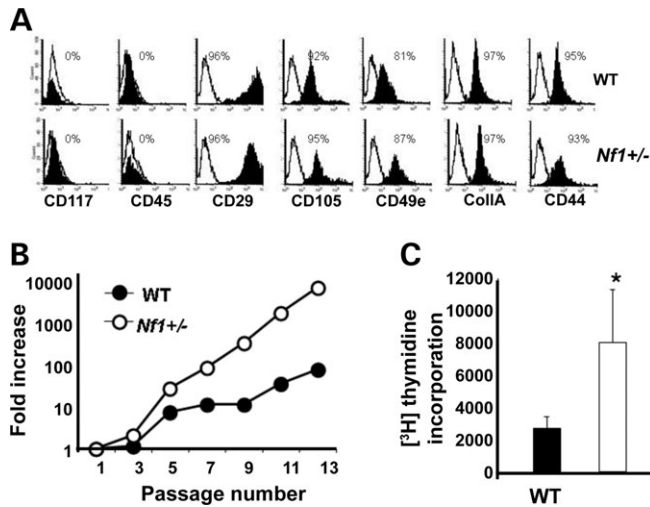 A
0% 0% 96% 92% 81% 97% 95%
WT
0% 0% 96% 95% 87% 97% 93%
Nf1+/-
CD117 CD45 CD29 CD105 CD49e CollA CD44
B
Fold increase
10000
1000
100
10
1
WT
Nf1+/-
1 3 5 7 9 11 13
Passage number
C
[³H] thymidine
incorporation
12000
10000
8000
6000
4000
2000
0
*
WT